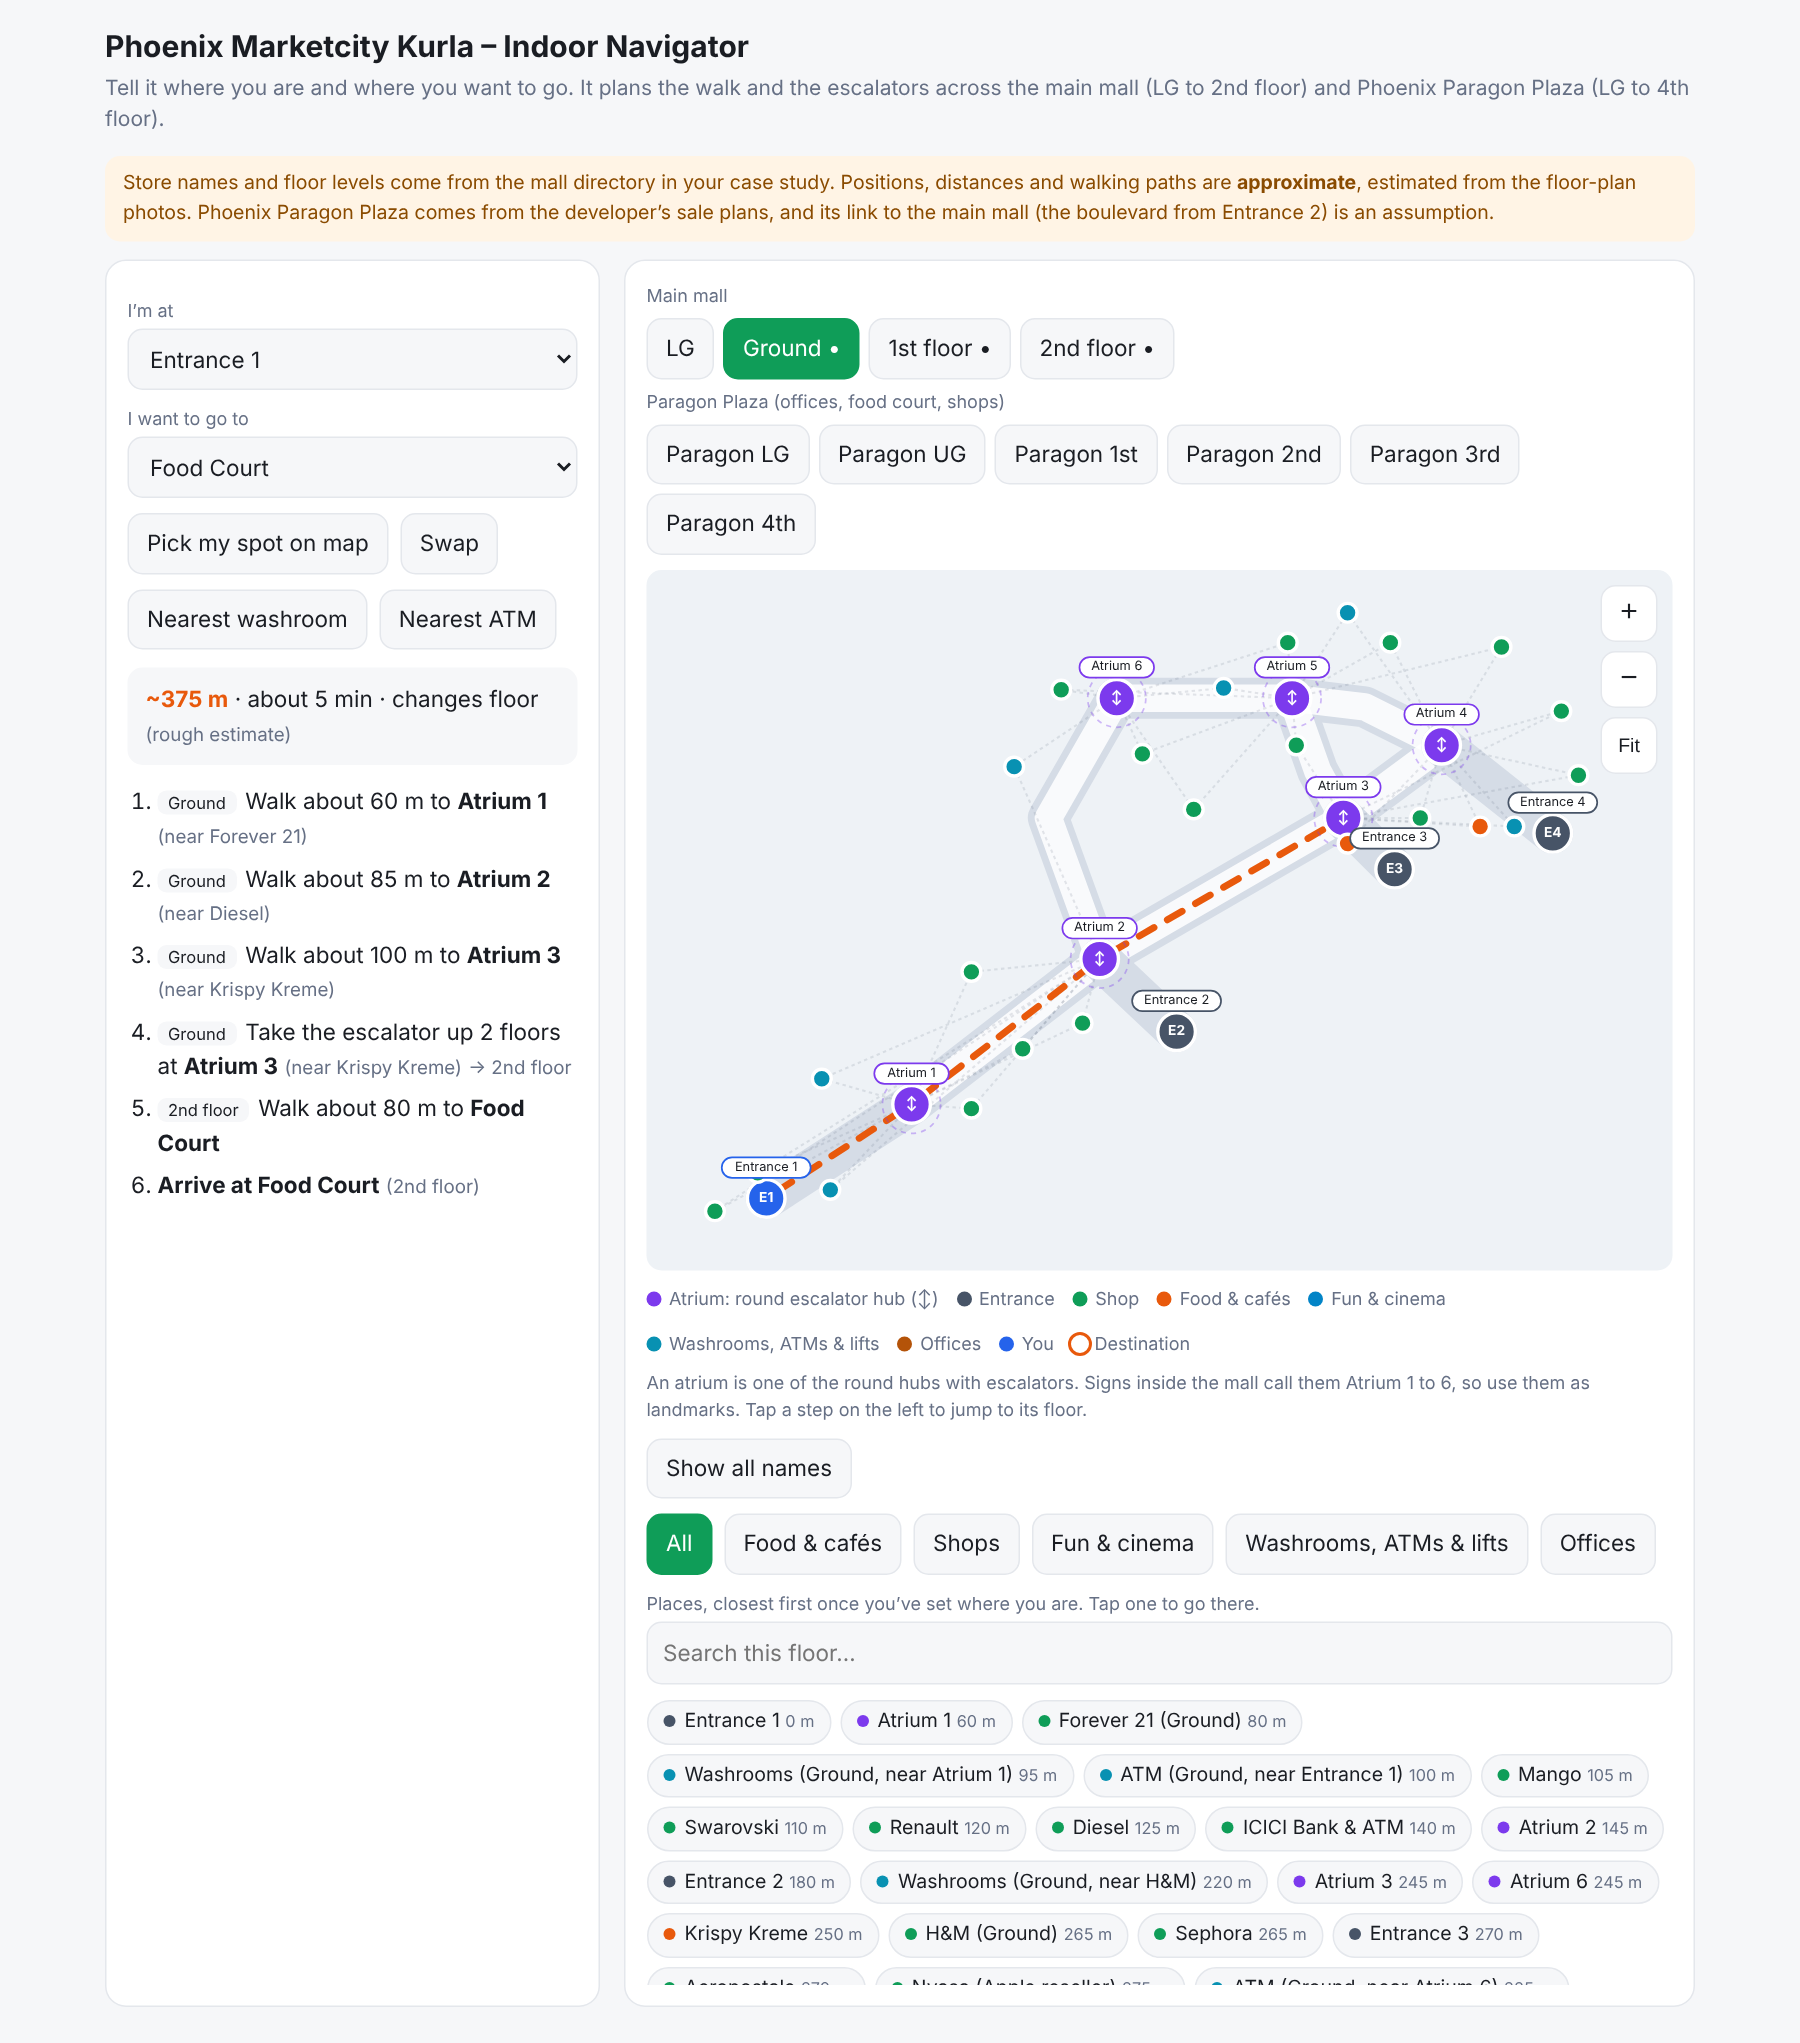 Phoenix Marketcity Kurla – Indoor Navigator
Tell it where you are and where you want to go. It plans the walk and the escalators across the main mall (LG to 2nd floor) and Phoenix Paragon Plaza (LG to 4th
floor).
Store names and floor levels come from the mall directory in your case study. Positions, distances and walking paths are approximate, estimated from the floor-plan
photos. Phoenix Paragon Plaza comes from the developer’s sale plans, and its link to the main mall (the boulevard from Entrance 2) is an assumption.
I’m at
Entrance 1
I want to go to
Food Court
Pick my spot on map
Swap
Nearest washroom
Nearest ATM
~375 m · about 5 min · changes floor
(rough estimate)
1. Ground Walk about 60 m to Atrium 1
(near Forever 21)
2. Ground Walk about 85 m to Atrium 2
(near Diesel)
3. Ground Walk about 100 m to Atrium 3
(near Krispy Kreme)
4. Ground Take the escalator up 2 floors
at Atrium 3 (near Krispy Kreme) → 2nd floor
5. 2nd floor Walk about 80 m to Food
Court
6. Arrive at Food Court (2nd floor)
Main mall
LG
Ground •
1st floor •
2nd floor •
Paragon Plaza (offices, food court, shops)
Paragon LG
Paragon UG
Paragon 1st
Paragon 2nd
Paragon 3rd
Paragon 4th
+
−
Fit
Atrium 6
Atrium 5
Atrium 4
Atrium 3
Entrance 4
E4
Entrance 3
E3
Atrium 2
Entrance 2
E2
Atrium 1
Entrance 1
E1
Atrium: round escalator hub (↕)
Entrance
Shop
Food & cafés
Fun & cinema
Washrooms, ATMs & lifts
Offices
You
Destination
An atrium is one of the round hubs with escalators. Signs inside the mall call them Atrium 1 to 6, so use them as
landmarks. Tap a step on the left to jump to its floor.
Show all names
All
Food & cafés
Shops
Fun & cinema
Washrooms, ATMs & lifts
Offices
Places, closest first once you’ve set where you are. Tap one to go there.
Search this floor...
Entrance 1 0 m
Atrium 1 60 m
Forever 21 (Ground) 80 m
Washrooms (Ground, near Atrium 1) 95 m
ATM (Ground, near Entrance 1) 100 m
Mango 105 m
Swarovski 110 m
Renault 120 m
Diesel 125 m
ICICI Bank & ATM 140 m
Atrium 2 145 m
Entrance 2 180 m
Washrooms (Ground, near H&M) 220 m
Atrium 3 245 m
Atrium 6 245 m
Krispy Kreme 250 m
H&M (Ground) 265 m
Sephora 265 m
Entrance 3 270 m
ATM (Ground, near Atrium 6)